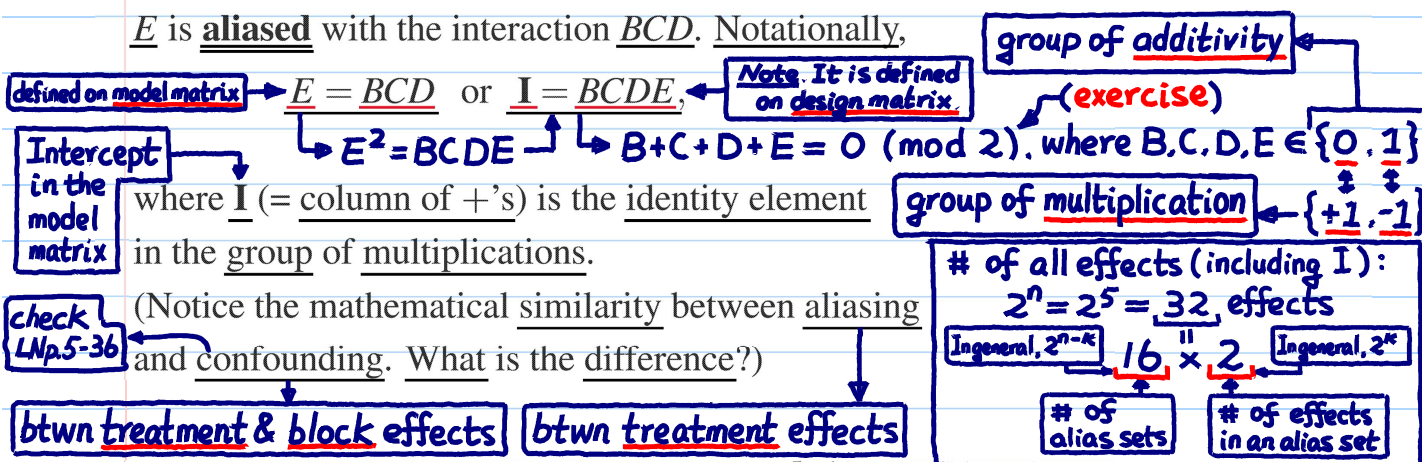 E is aliased with the interaction BCD. Notationally,
group of additivity
defined on model matrix
E = BCD or I = BCDE,
Note. It is defined
on design matrix.
(exercise)
E² = BCDE
B+C+D+E = 0 (mod 2), where B,C,D,E ∈ {0, 1}
Intercept
in the
model
matrix
where I (= column of +'s) is the identity element
group of multiplication
{+1, -1}
in the group of multiplications.
# of all effects (including I):
2ⁿ = 2⁵ = 32 effects
(Notice the mathematical similarity between aliasing
check
LNp.5-36
and confounding. What is the difference?)
In general, 2ⁿ⁻ᵏ
16 × 2
In general, 2ᵏ
btwn treatment & block effects
btwn treatment effects
# of
alias sets
# of effects
in an alias set